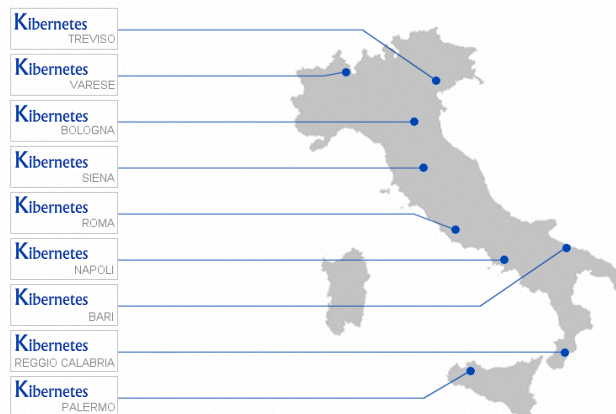 Kibernetes
TREVISO
Kibernetes
VARESE
Kibernetes
BOLOGNA
Kibernetes
SIENA
Kibernetes
ROMA
Kibernetes
NAPOLI
Kibernetes
BARI
Kibernetes
REGGIO CALABRIA
Kibernetes
PALERMO